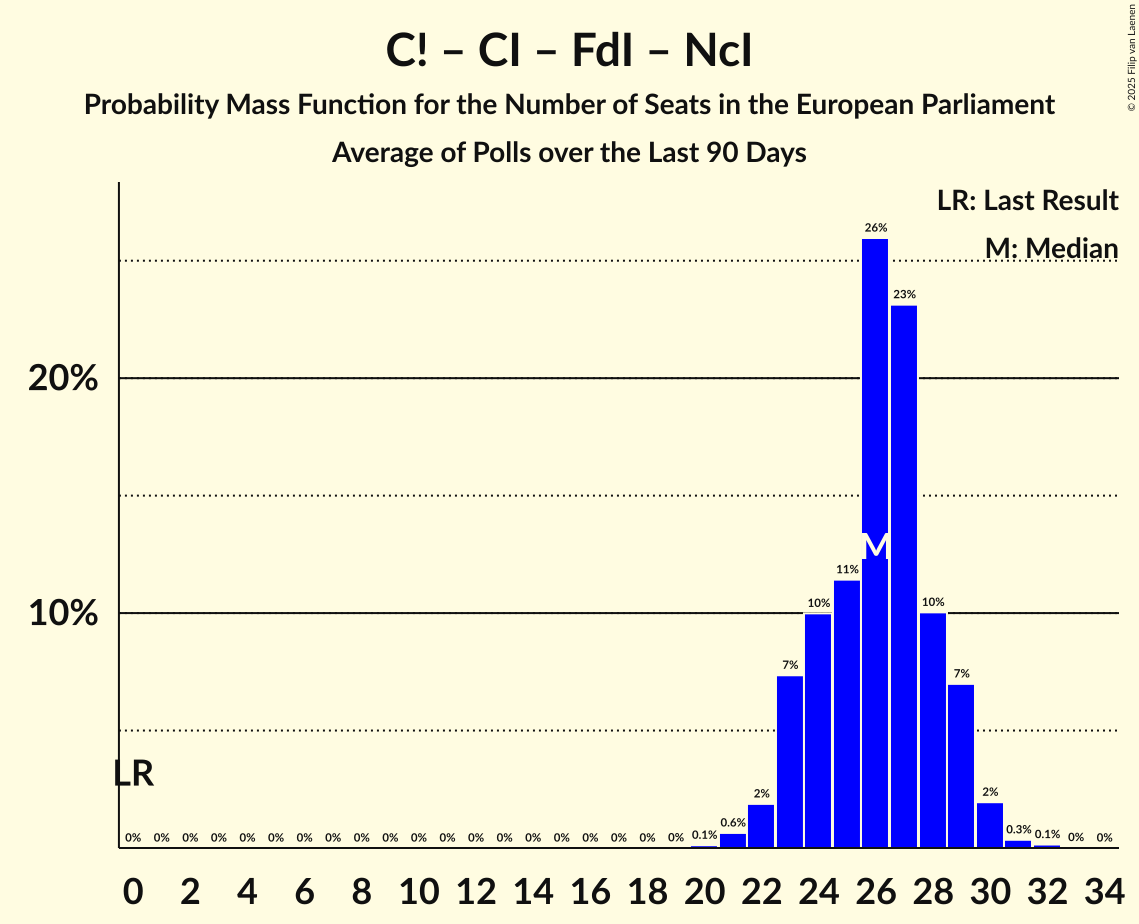 C! – CI – FdI – NcI
Probability Mass Function for the Number of Seats in the European Parliament
Average of Polls over the Last 90 Days
© 2025 Filip van Laenen
LR: Last Result
M: Median
26%
23%
20%
M
11%
10% 10%
10%
7%
7%
LR
2% 2%
0.6%
0% 0% 0% 0% 0% 0% 0% 0% 0% 0% 0% 0% 0% 0% 0% 0% 0% 0% 0% 0% 0.1% 0.3% 0.1% 0% 0%
0 2 4 6 8 10 12 14 16 18 20 22 24 26 28 30 32 34